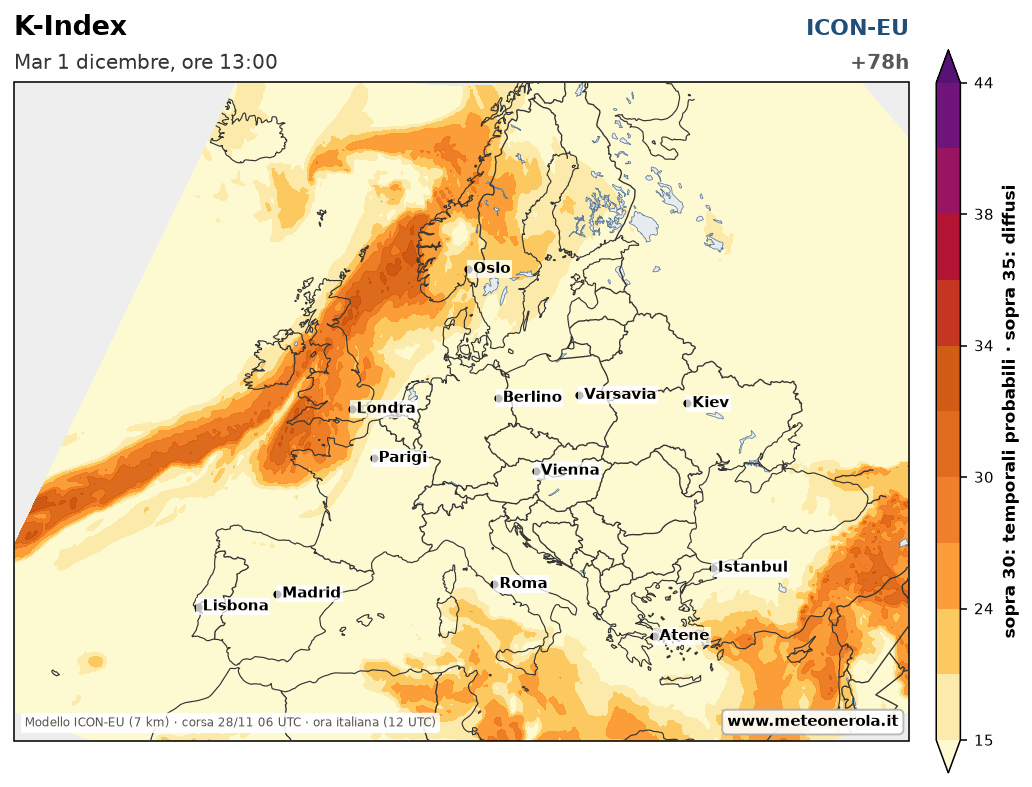 K-Index
ICON-EU
Mar 1 dicembre, ore 13:00
+78h
44
38
34
30
24
15
sopra 30: temporali probabili · sopra 35: diffusi
Oslo
Berlino
Varsavia
Kiev
Londra
Parigi
Vienna
Istanbul
Roma
Madrid
Lisbona
Atene
Modello ICON-EU (7 km) · corsa 28/11 06 UTC · ora italiana (12 UTC)
www.meteonerola.it